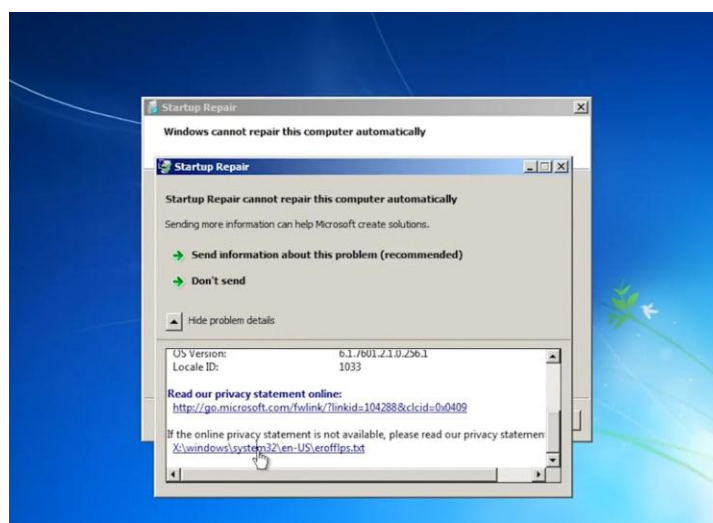 Startup Repair
Windows cannot repair this computer automatically
Startup Repair
Startup Repair cannot repair this computer automatically
Sending more information can help Microsoft create solutions.
Send information about this problem (recommended)
Don't send
Hide problem details
OS Version: 6.1.7601.2.1.0.256.1
Locale ID: 1033
Read our privacy statement online:
http://go.microsoft.com/fwlink/?linkid=104288&clcid=0x0409
If the online privacy statement is not available, please read our privacy statemen
X:\windows\system32\en-US\erofflps.txt